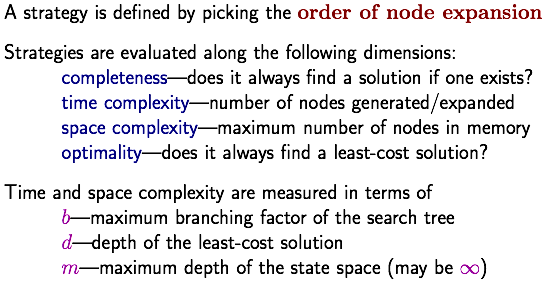 A strategy is defined by picking the order of node expansion
Strategies are evaluated along the following dimensions:
completeness—does it always find a solution if one exists?
time complexity—number of nodes generated/expanded
space complexity—maximum number of nodes in memory
optimality—does it always find a least-cost solution?
Time and space complexity are measured in terms of
b—maximum branching factor of the search tree
d—depth of the least-cost solution
m—maximum depth of the state space (may be ∞)